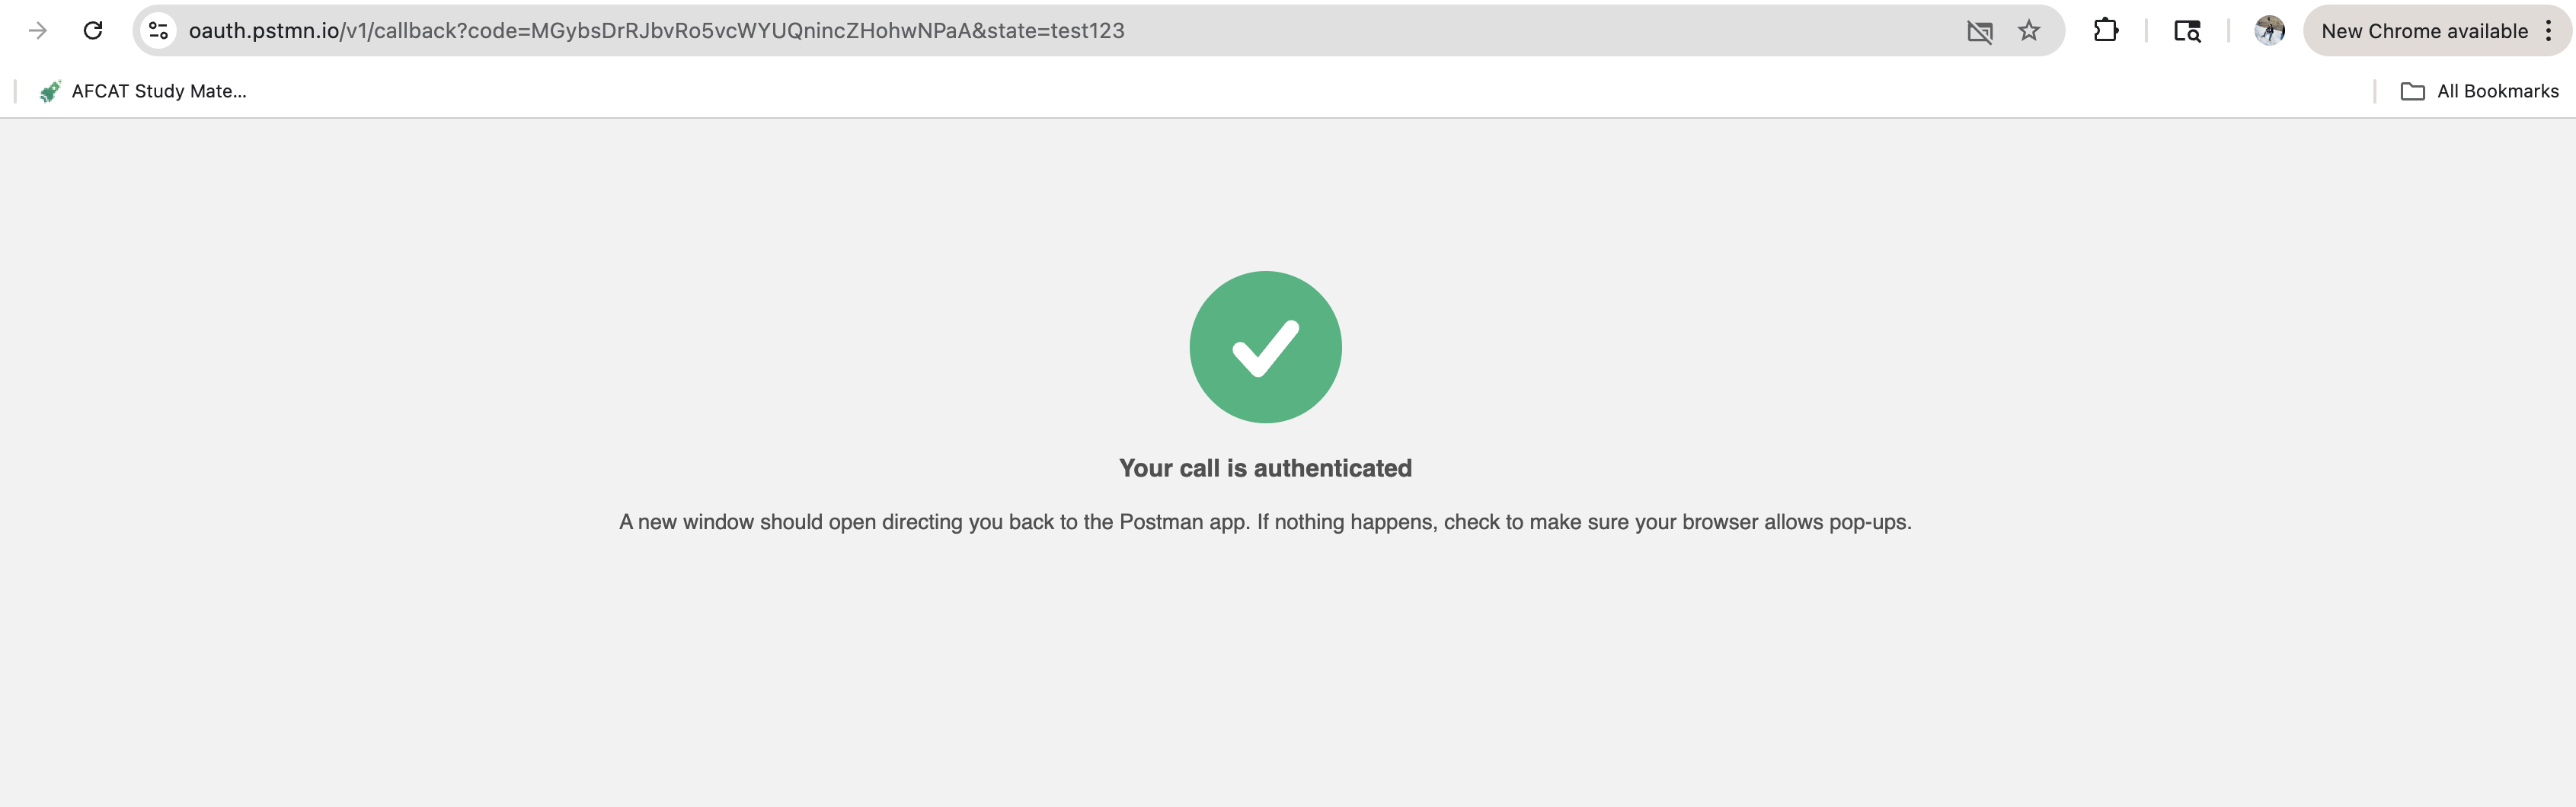 oauth.pstmn.io/v1/callback?code=MGybsDrRJbvRo5vcWYUQnincZHohwNPaA&state=test123
New Chrome available
AFCAT Study Mate...
All Bookmarks
Your call is authenticated
A new window should open directing you back to the Postman app. If nothing happens, check to make sure your browser allows pop-ups.